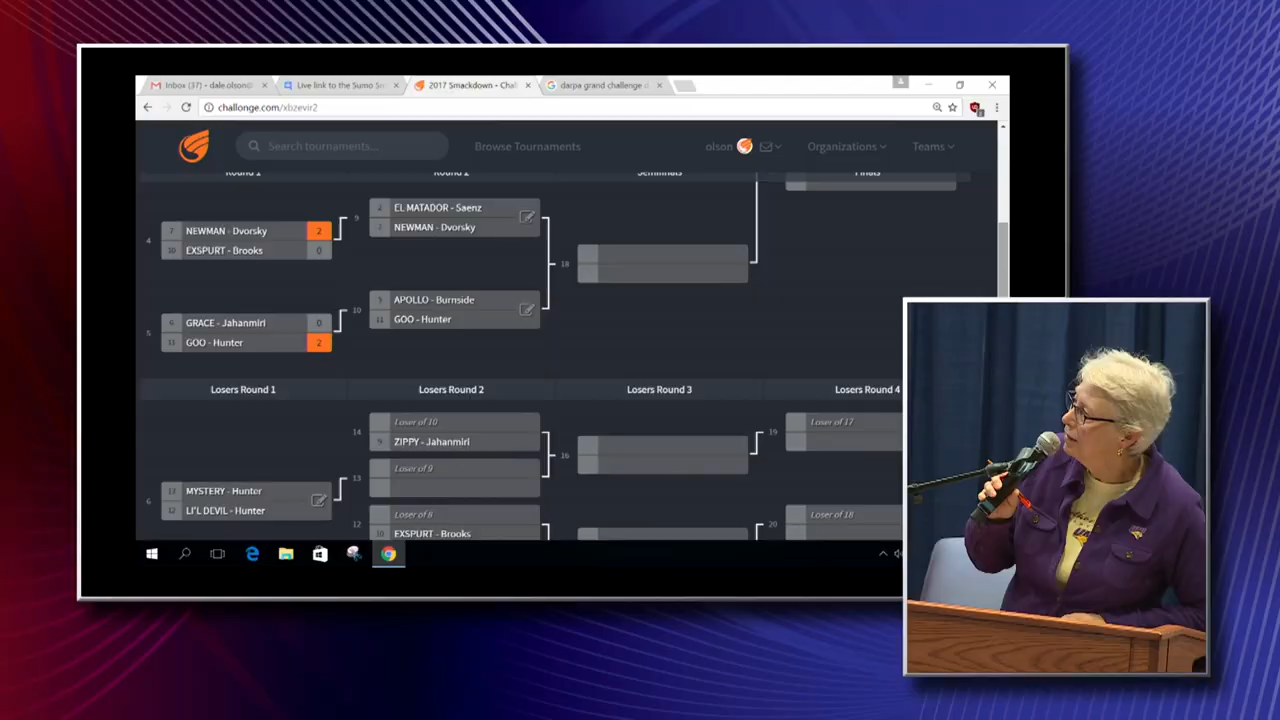 Inbox (37) - dale.olson@
Live link to the Sumo Sm
2017 Smackdown - Chal
darpa grand challenge d
challonge.com/xbzevir2
Search tournaments...
Browse Tournaments
olson
Organizations
Teams
Round 1
Round 2
Semifinals
Finals
4
7 NEWMAN - Dvorsky 2
10 EXSPURT - Brooks 0
9
2 EL MATADOR - Saenz
7 NEWMAN - Dvorsky
18
5
6 GRACE - Jahanmiri 0
11 GOO - Hunter 2
10
3 APOLLO - Burnside
11 GOO - Hunter
Losers Round 1
Losers Round 2
Losers Round 3
Losers Round 4
14
Loser of 10
9 ZIPPY - Jahanmiri
16
19
Loser of 17
13
Loser of 9
6
13 MYSTERY - Hunter
12 LI'L DEVIL - Hunter
12
Loser of 8
10 EXSPURT - Brooks
20
Loser of 18